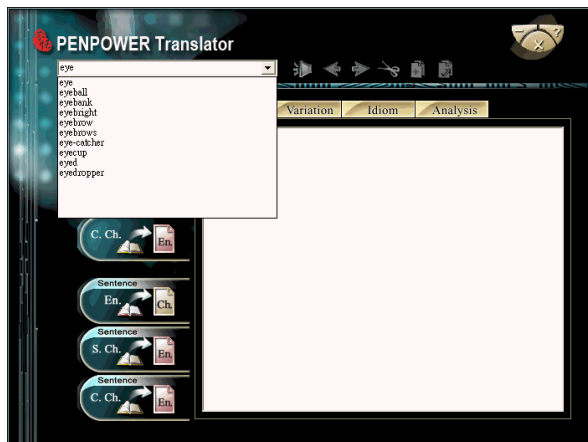 PENPOWER Translator
eye
eye
eyeball
eyebank
eyebright
eyebrow
eyebrows
eye-catcher
eyecup
eyed
eyedropper
Variation
Idiom
Analysis
C. Ch.
En.
Sentence
En.
Ch.
Sentence
S. Ch.
En.
Sentence
C. Ch.
En.